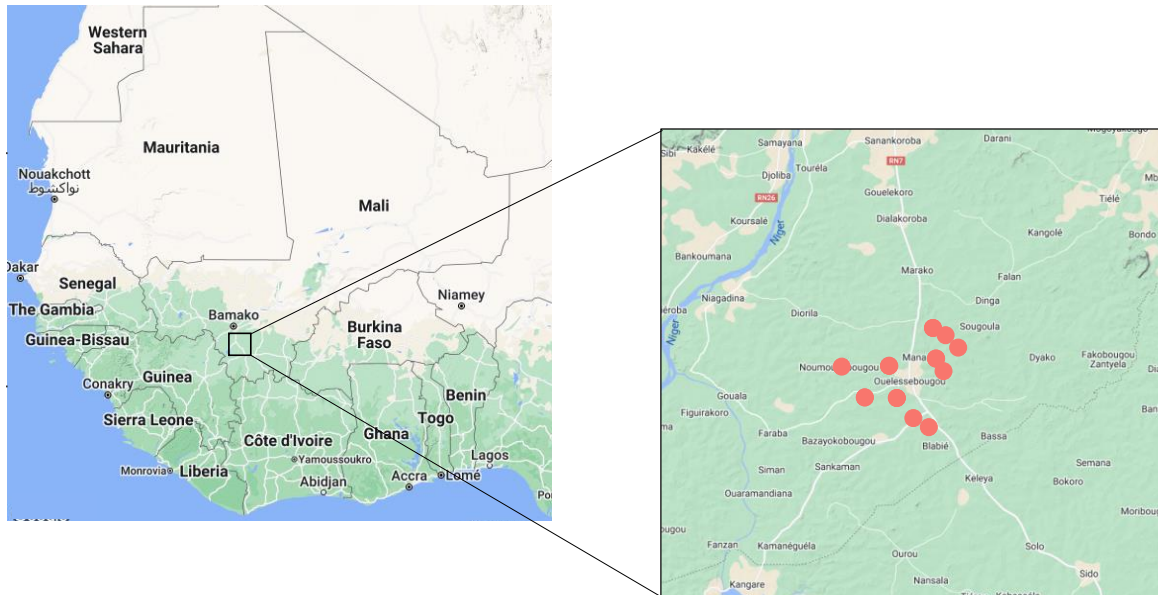 Western
Sahara
Mauritania
Nouakchott
نواكشوط
Mali
Dakar
Senegal
The Gambia
Bamako
Niamey
Burkina
Faso
Guinea-Bissau
Guinea
Conakry
Benin
Togo
Sierra Leone
Côte d'Ivoire
Ghana
Yamoussoukro
Lagos
Monrovia
Liberia
Abidjan
Accra
Lomé
Samayana
Sanankoroba
Darani
Sibi
Kakélé
RN7
Djoliba
Touréla
RN26
Gouelekoro
Tiélé
Koursalé
Dialakoroba
Niger
Kangolé
Bondo
Bankoumana
Marako
Falan
Niagadina
Dinga
Diorila
Sougoula
Niger
Dyako
Fakobougou
Zantyela
Ouelessebougou
Gouala
Figuirakoro
Faraba
Bazayokobougou
Blabié
Bassa
Sankaman
Siman
Keleya
Semana
Bokoro
Ouaramandiana
Fanzan
Kamanéguéla
Solo
Ourou
Sido
Kangare
Nansala